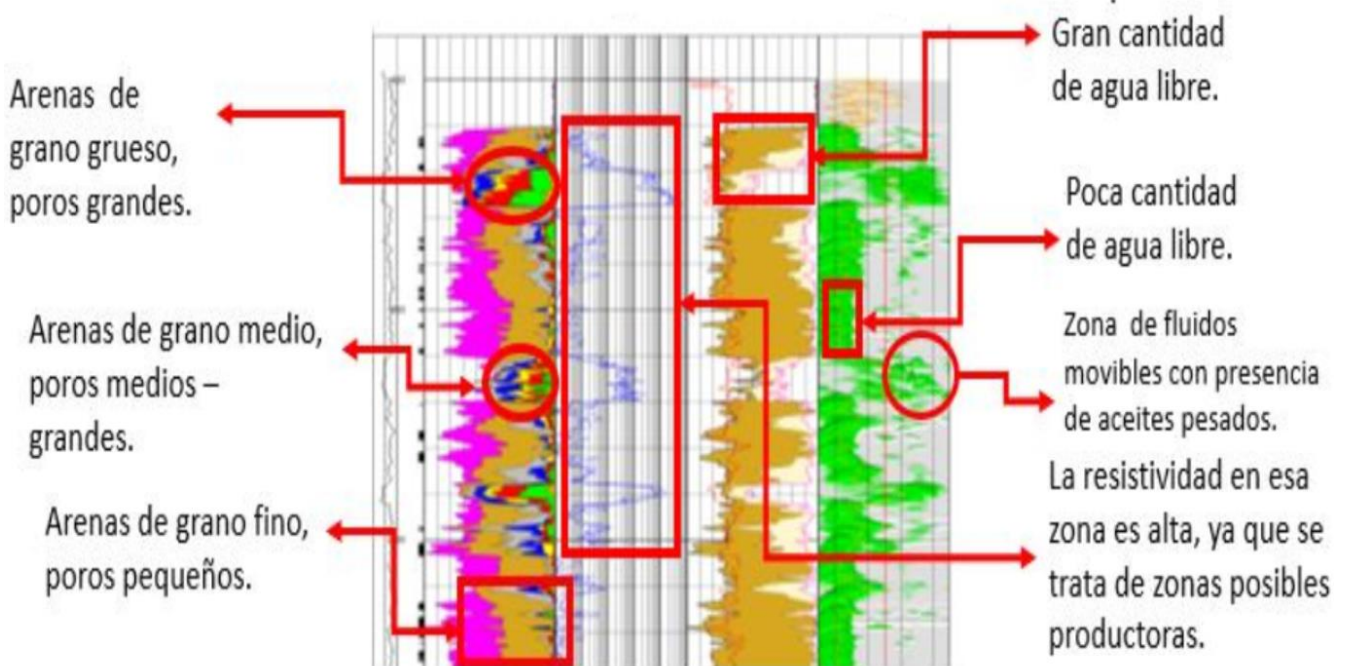 Arenas de
grano grueso,
poros grandes.
Arenas de grano medio,
poros medios –
grandes.
Arenas de grano fino,
poros pequeños.
Gran cantidad
de agua libre.
Poca cantidad
de agua libre.
Zona de fluidos
movibles con presencia
de aceites pesados.
La resistividad en esa
zona es alta, ya que se
trata de zonas posibles
productoras.